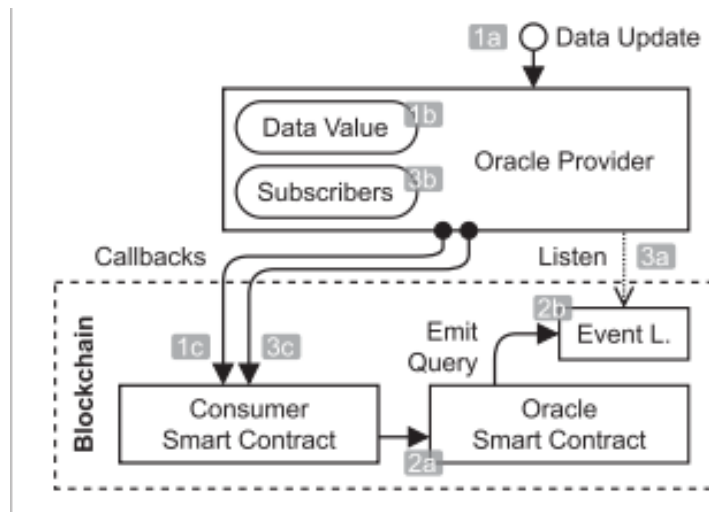 1a Data Update
Data Value 1b
Oracle Provider
Subscribers 3b
Callbacks
Listen 3a
Blockchain
1c 3c
Emit
Query
2b
Event L.
Consumer
Smart Contract
2a
Oracle
Smart Contract